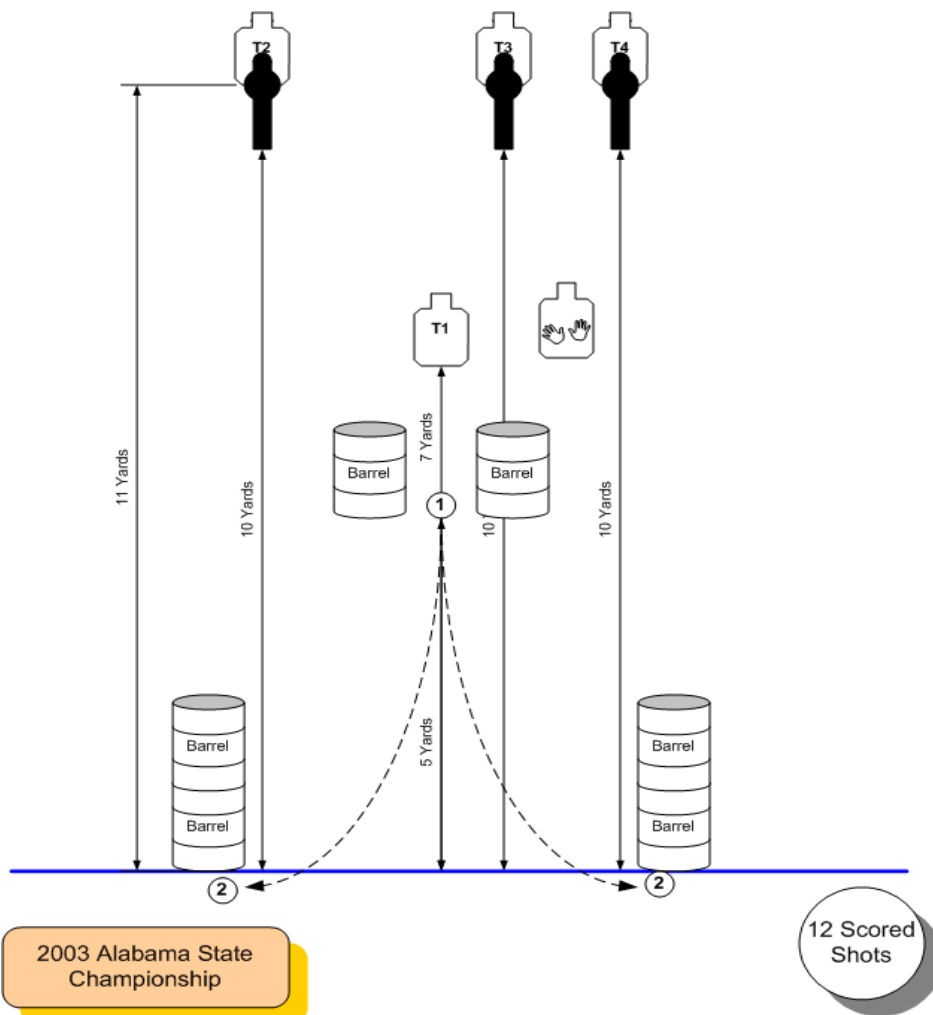 T2
T3
T4
T1
7 Yards
Barrel
Barrel
1
11 Yards
10 Yards
10 Y
10 Yards
5 Yards
Barrel
Barrel
Barrel
Barrel
2
2
2003 Alabama State
Championship
12 Scored
Shots